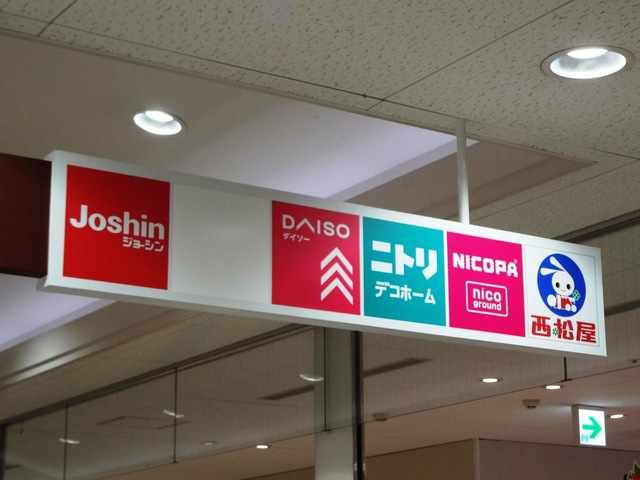 Joshin
ジョーシン
DAISO
ダイソー
ニトリ
デコホーム
NICOPA
nico
ground
西松屋